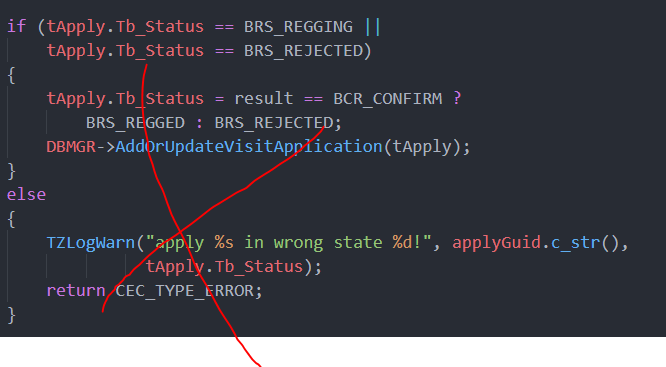 if (tApply.Tb_Status == BRS_REGGING ||
tApply.Tb_Status == BRS_REJECTED)
{
tApply.Tb_Status = result == BCR_CONFIRM ?
BRS_REGGED : BRS_REJECTED;
DBMGR->AddOrUpdateVisitApplication(tApply);
}
else
{
TZLogWarn("apply %s in wrong state %d!", applyGuid.c_str(),
tApply.Tb_Status);
return CEC_TYPE_ERROR;
}